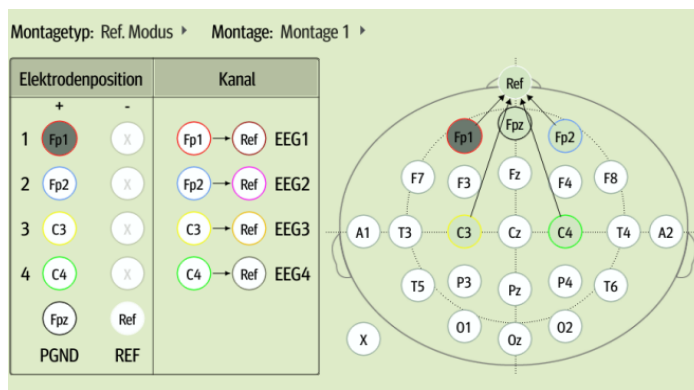 Montagetyp: Ref. Modus Montage: Montage 1
Elektrodenposition Kanal
+ -
1 Fp1 X Fp1 Ref EEG1
2 Fp2 X Fp2 Ref EEG2
3 C3 X C3 Ref EEG3
4 C4 X C4 Ref EEG4
Fpz Ref
PGND REF
Ref
Fp1 Fpz Fp2
F7 F3 Fz F4 F8
A1 T3 C3 Cz C4 T4 A2
T5 P3 Pz P4 T6
X O1 Oz O2